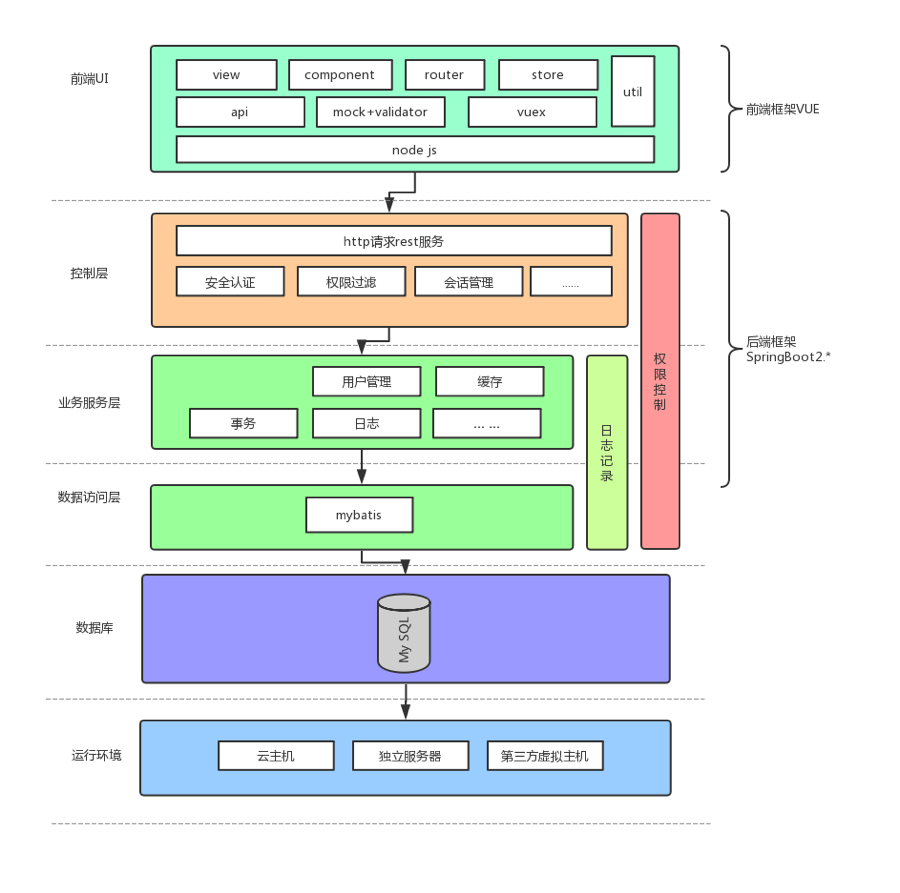 前端UI
view
component
router
store
util
api
mock+validator
vuex
node js
前端框架VUE
控制层
http请求rest服务
安全认证
权限过滤
会话管理
......
权限控制
后端框架
SpringBoot2.*
业务服务层
用户管理
缓存
事务
日志
... ...
日志记录
数据访问层
mybatis
数据库
My SQL
运行环境
云主机
独立服务器
第三方虚拟主机